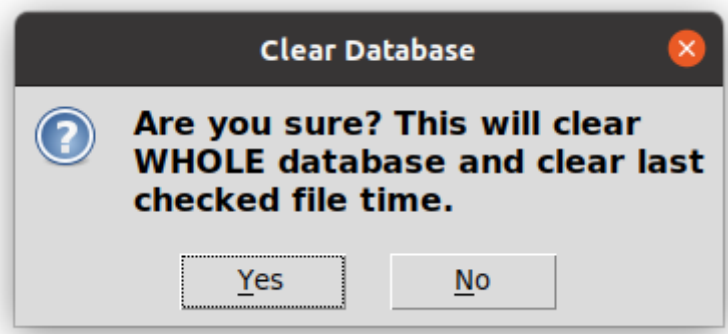 Clear Database
Are you sure? This will clear
WHOLE database and clear last
checked file time.
Yes
No